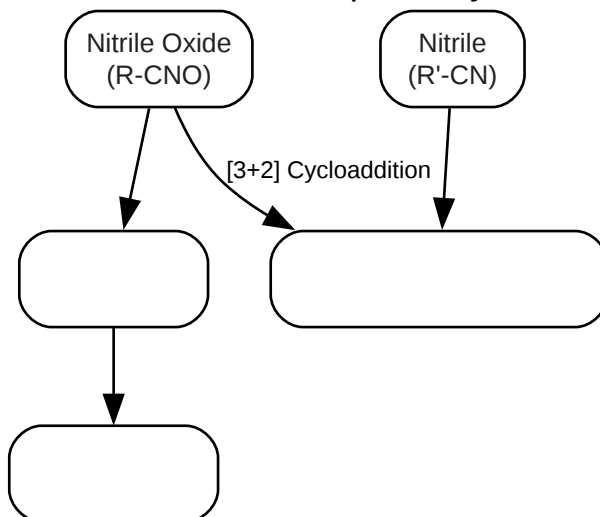 Nitrile Oxide
(R-CNO)
Nitrile
(R'-CN)
[3+2] Cycloaddition